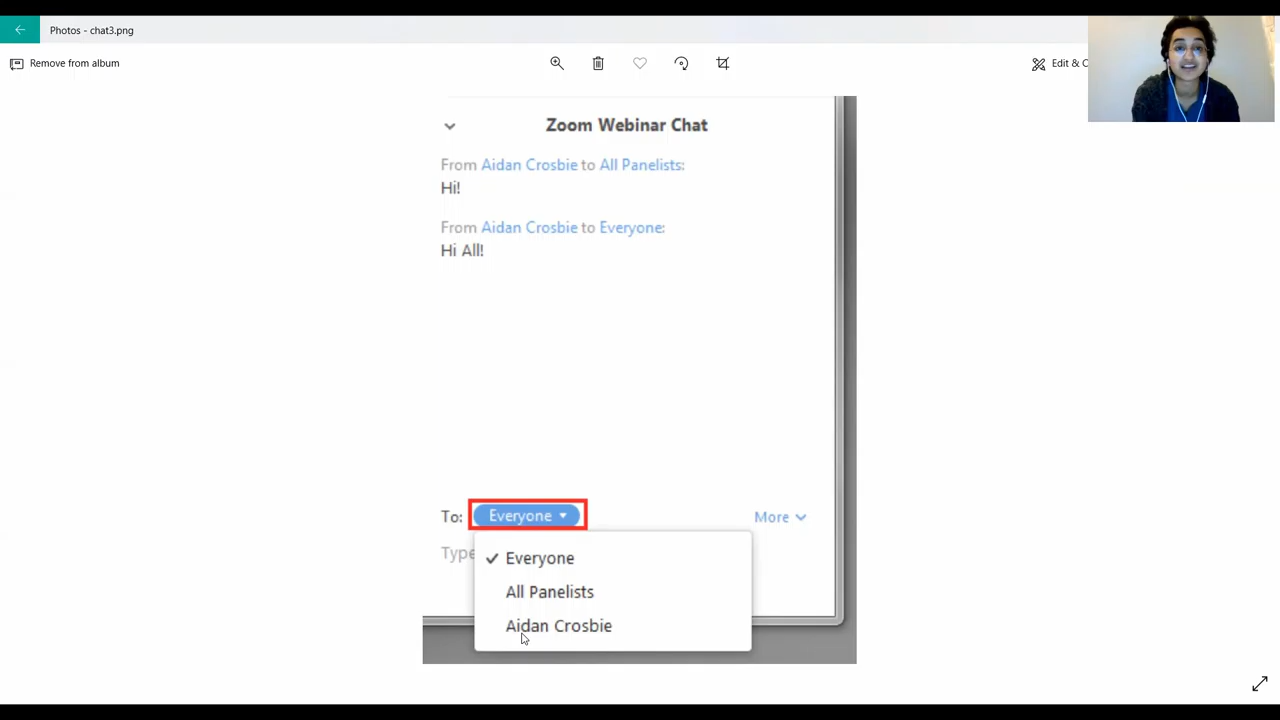 Photos - chat3.png
Remove from album
Edit & C
Zoom Webinar Chat
From Aidan Crosbie to All Panelists:
Hi!
From Aidan Crosbie to Everyone:
Hi All!
To: Everyone
More
Type
Everyone
All Panelists
Aidan Crosbie